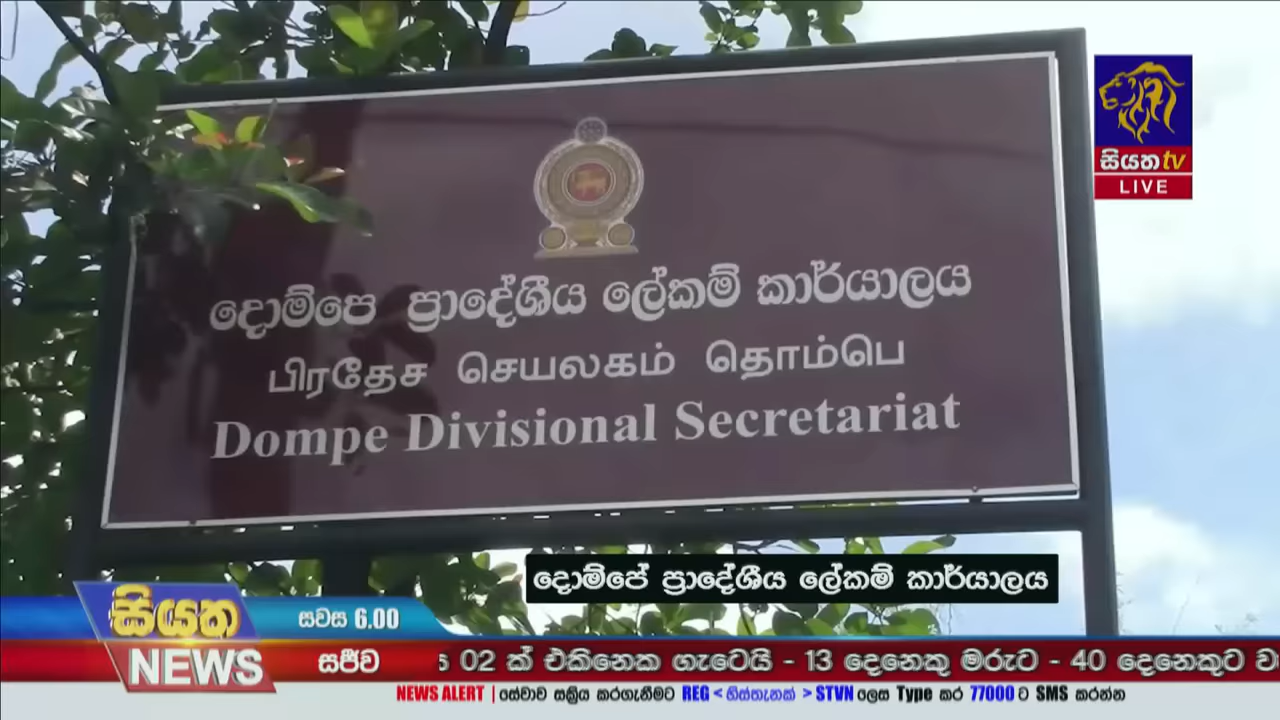 සියත tv
LIVE
දොම්පෙ ප්‍රාදේශීය ලේකම් කාර්යාලය
பிரதேச செயலகம் தொம்பெ
Dompe Divisional Secretariat
දොම්පේ ප්‍රාදේශීය ලේකම් කාර්යාලය
සියත
NEWS
සවස 6.00
සජීව
02 ක් එකිනෙක ගැටෙයි - 13 දෙනෙකු මරුට - 40 දෙනෙකුට
NEWS ALERT | සේවාව සක්‍රීය කරගැනීමට REG < හිස්තැනක් > STVN ලෙස Type කර 77000 ට SMS කරන්න